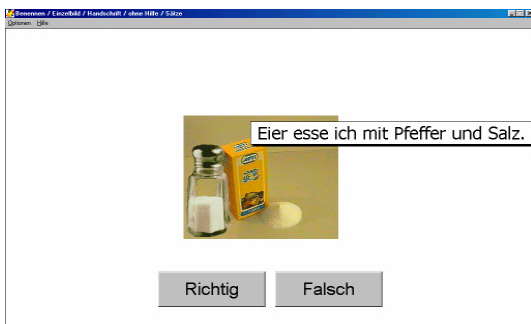 Benennen / Einzelbild / Handschrift / ohne Hilfe / Sätze
Optionen Hilfe
Eier esse ich mit Pfeffer und Salz.
Richtig Falsch